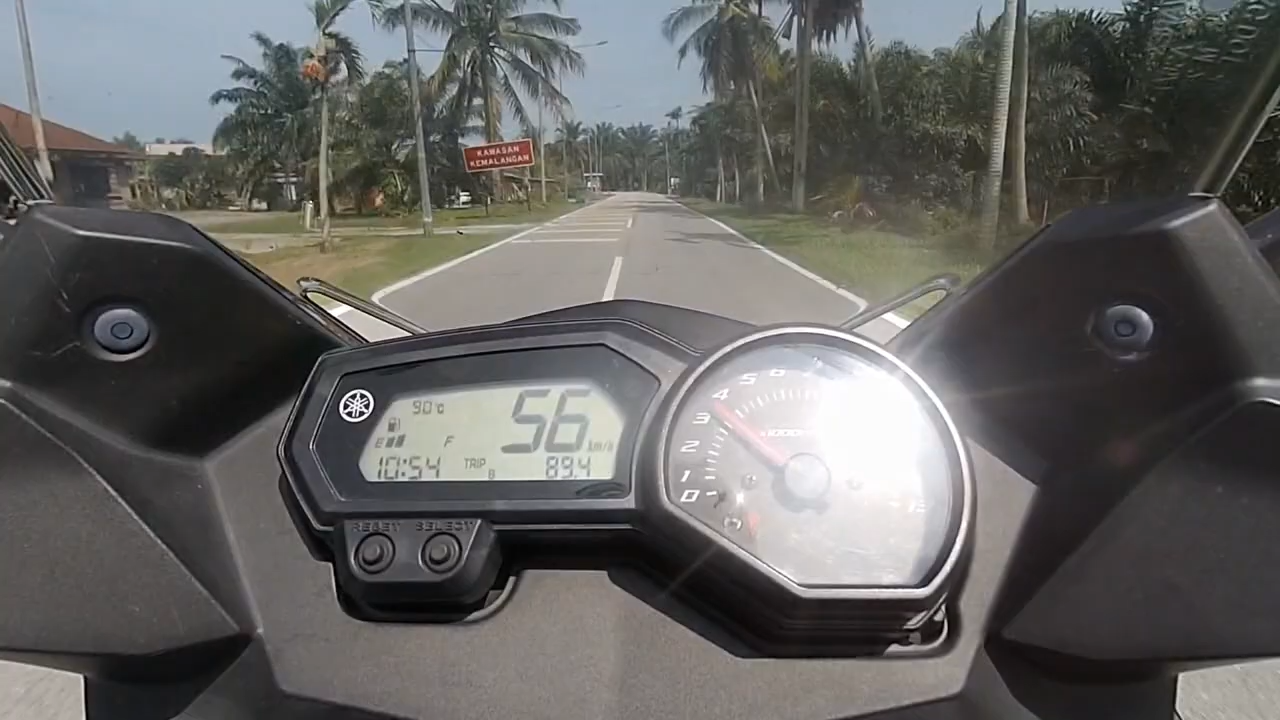 KAWASAN
KEMALANGAN
90°C
56
km/h
E
F
10:54
TRIP
B
89.4
RESET
SELECT
6
5
4
3
2
1
0